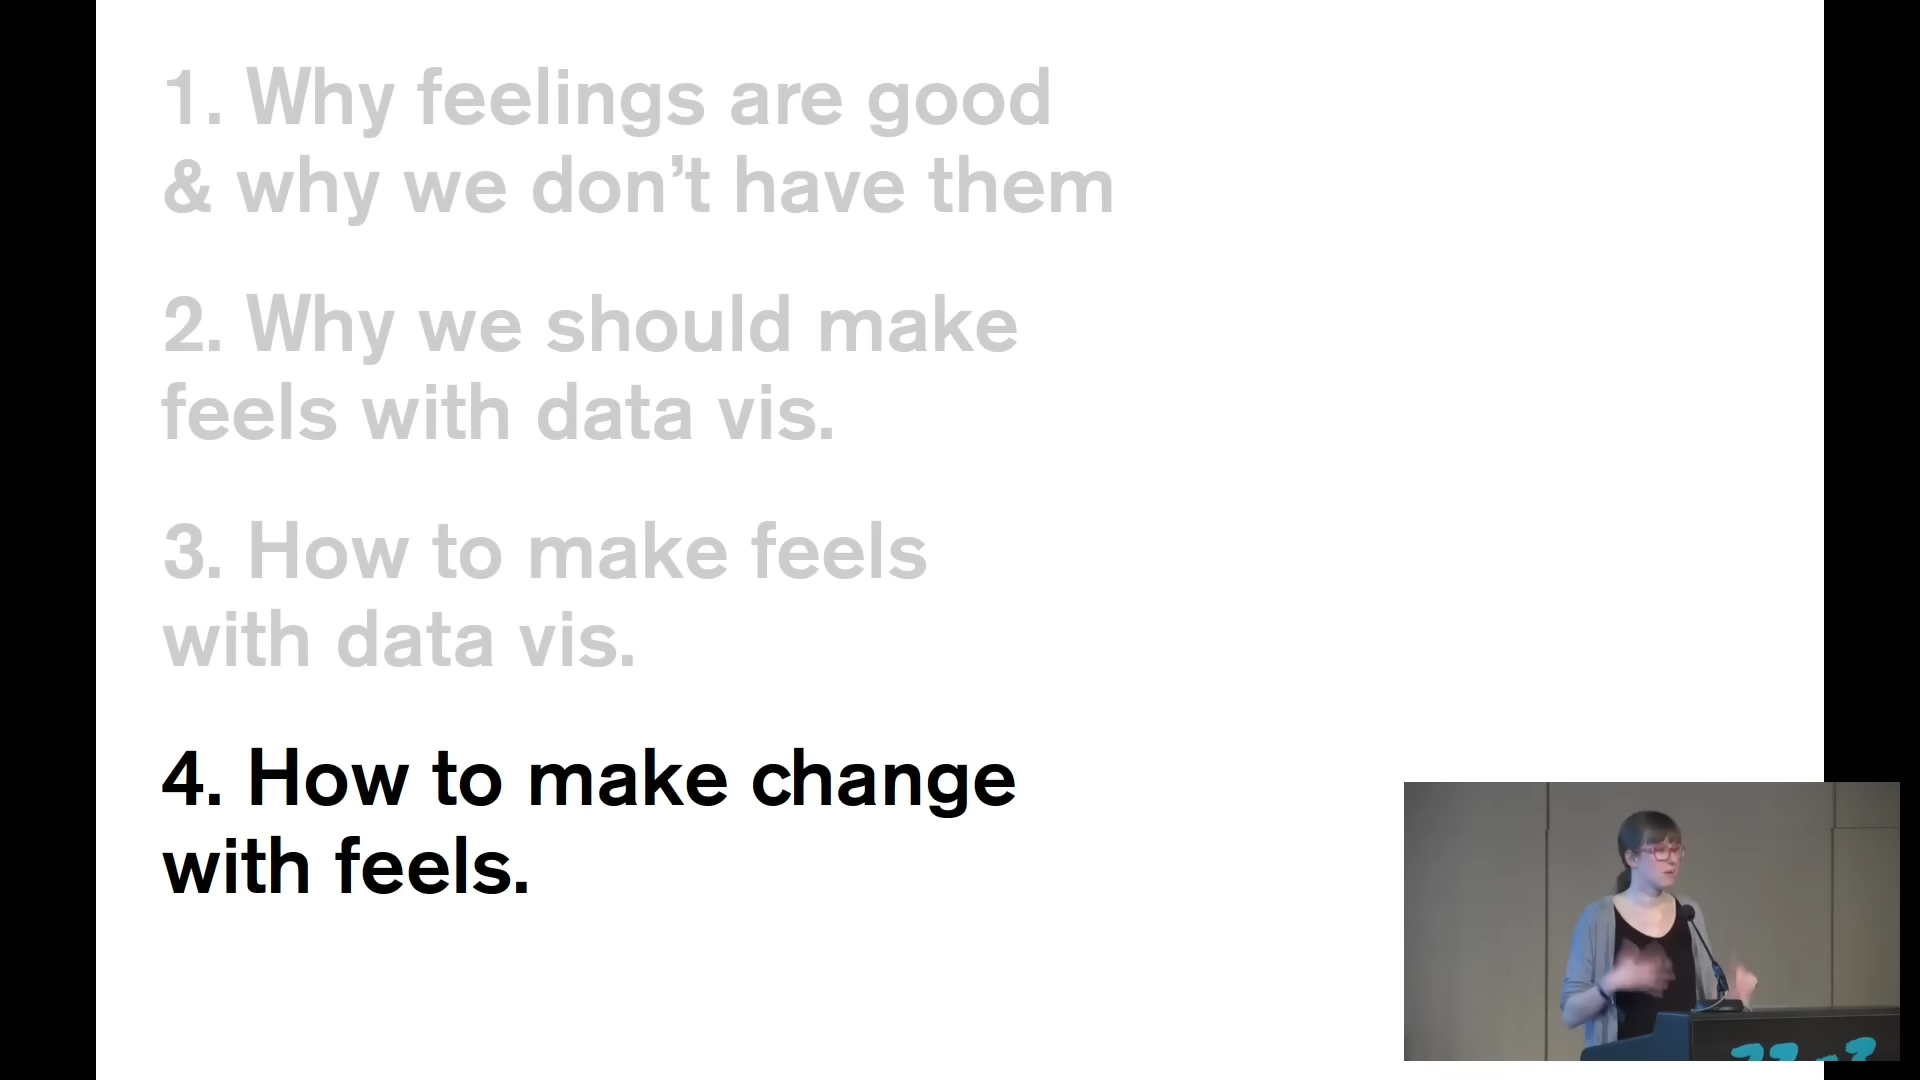 1. Why feelings are good
& why we don’t have them
2. Why we should make
feels with data vis.
3. How to make feels
with data vis.
4. How to make change
with feels.